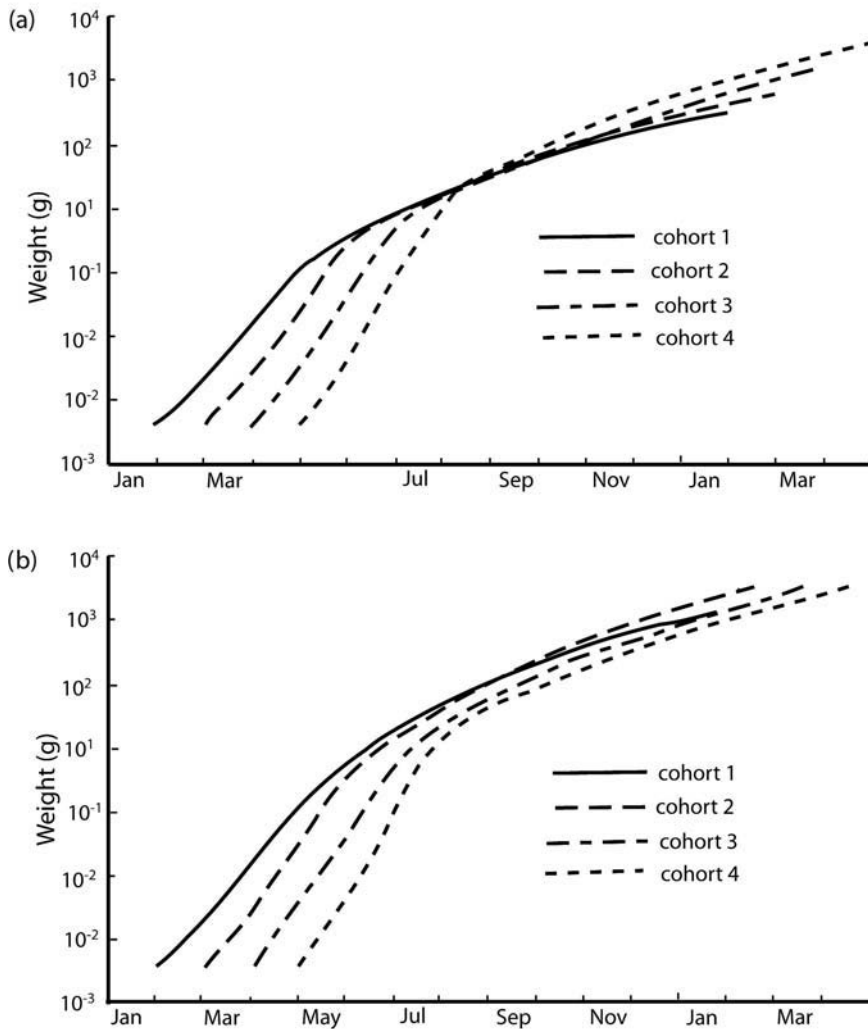 (a)
10⁴
10³
10²
10¹
10⁻¹
10⁻²
10⁻²
10⁻³
Weight (g)
cohort 1
cohort 2
cohort 3
cohort 4
Jan Mar Jul Sep Nov Jan Mar
(b)
10⁴
10³
10²
10¹
10⁻¹
10⁻²
10⁻²
10⁻³
Weight (g)
cohort 1
cohort 2
cohort 3
cohort 4
Jan Mar May Jul Sep Nov Jan Mar